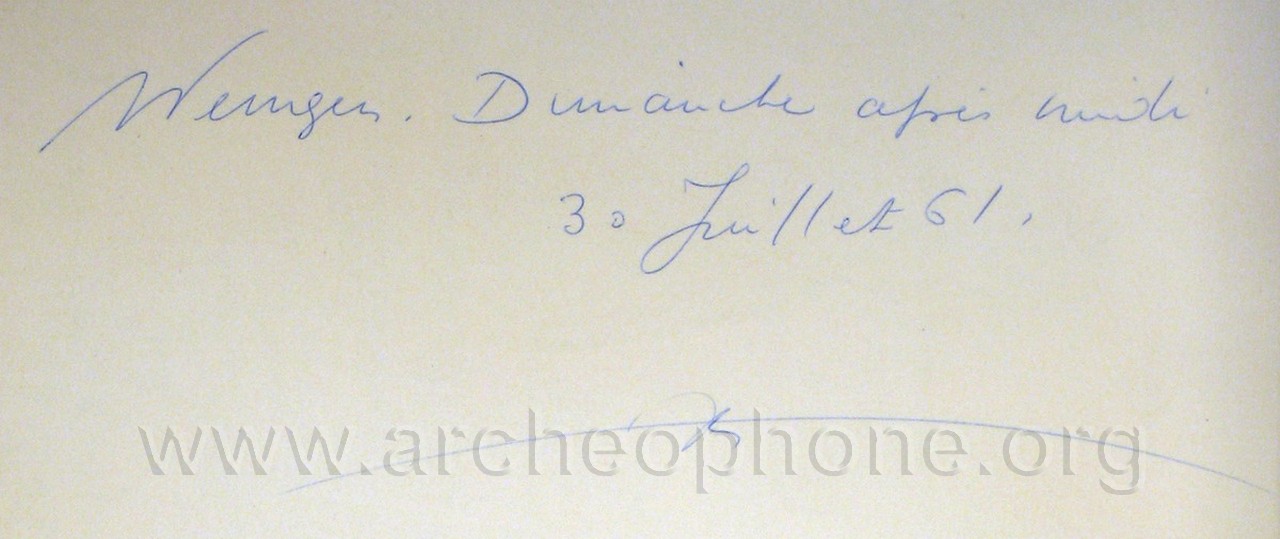 Wengen. Dimanche après midi
30 Juillet 61.
www.archeophone.org